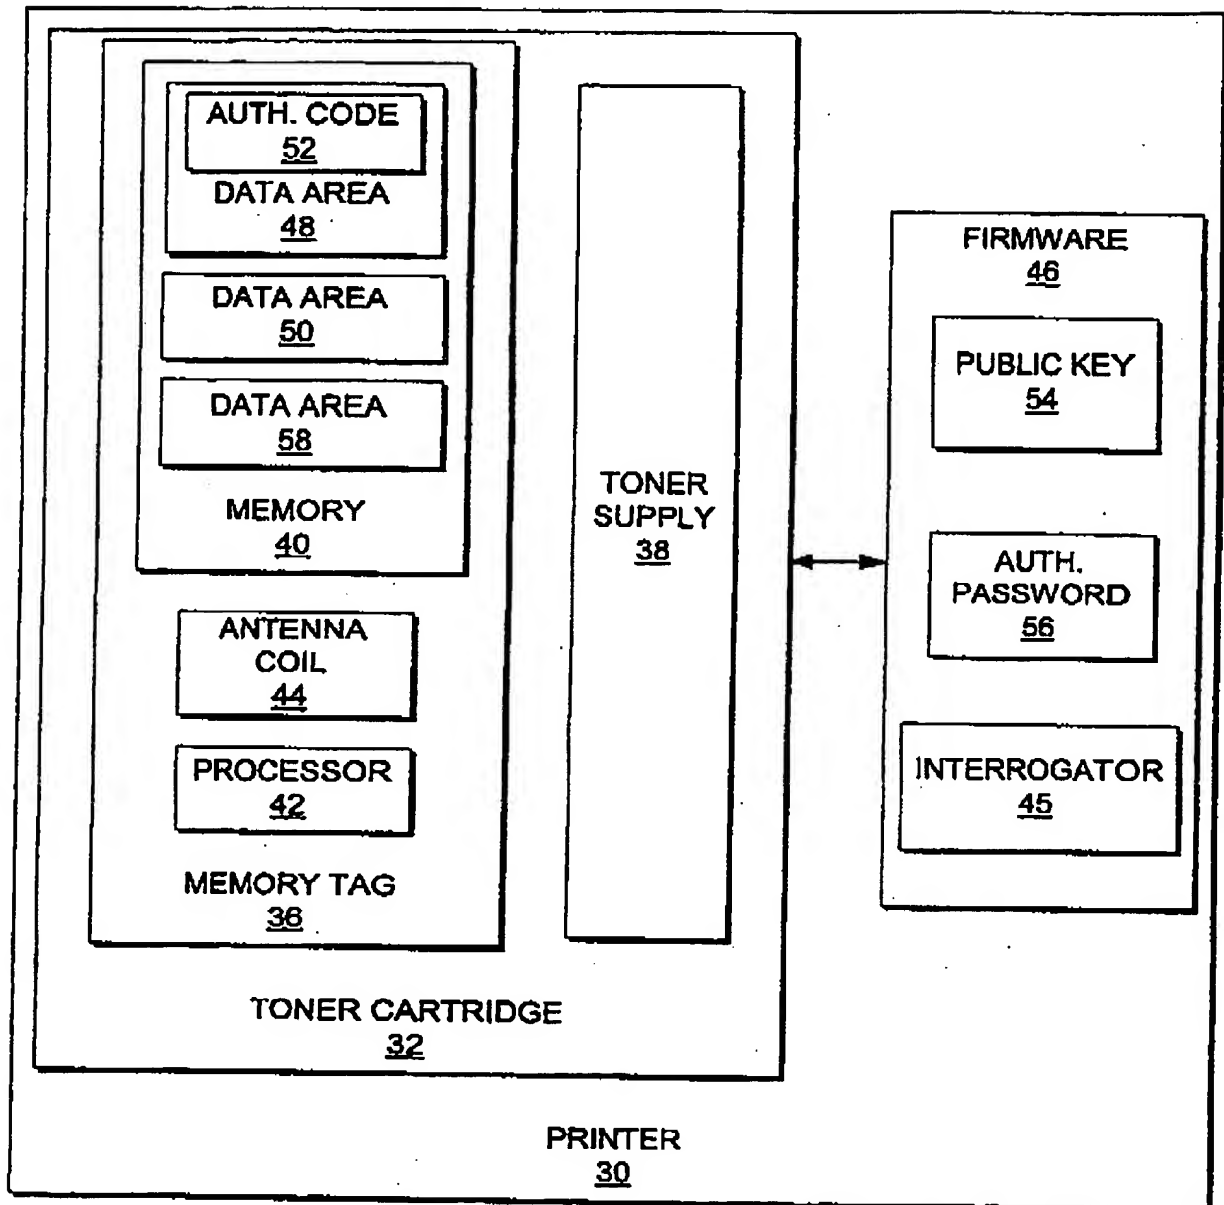 AUTH. CODE
52
DATA AREA
48
DATA AREA
50
DATA AREA
58
MEMORY
40
ANTENNA
COIL
44
PROCESSOR
42
MEMORY TAG
36
TONER
SUPPLY
38
TONER CARTRIDGE
32
FIRMWARE
46
PUBLIC KEY
54
AUTH.
PASSWORD
56
INTERROGATOR
45
PRINTER
30